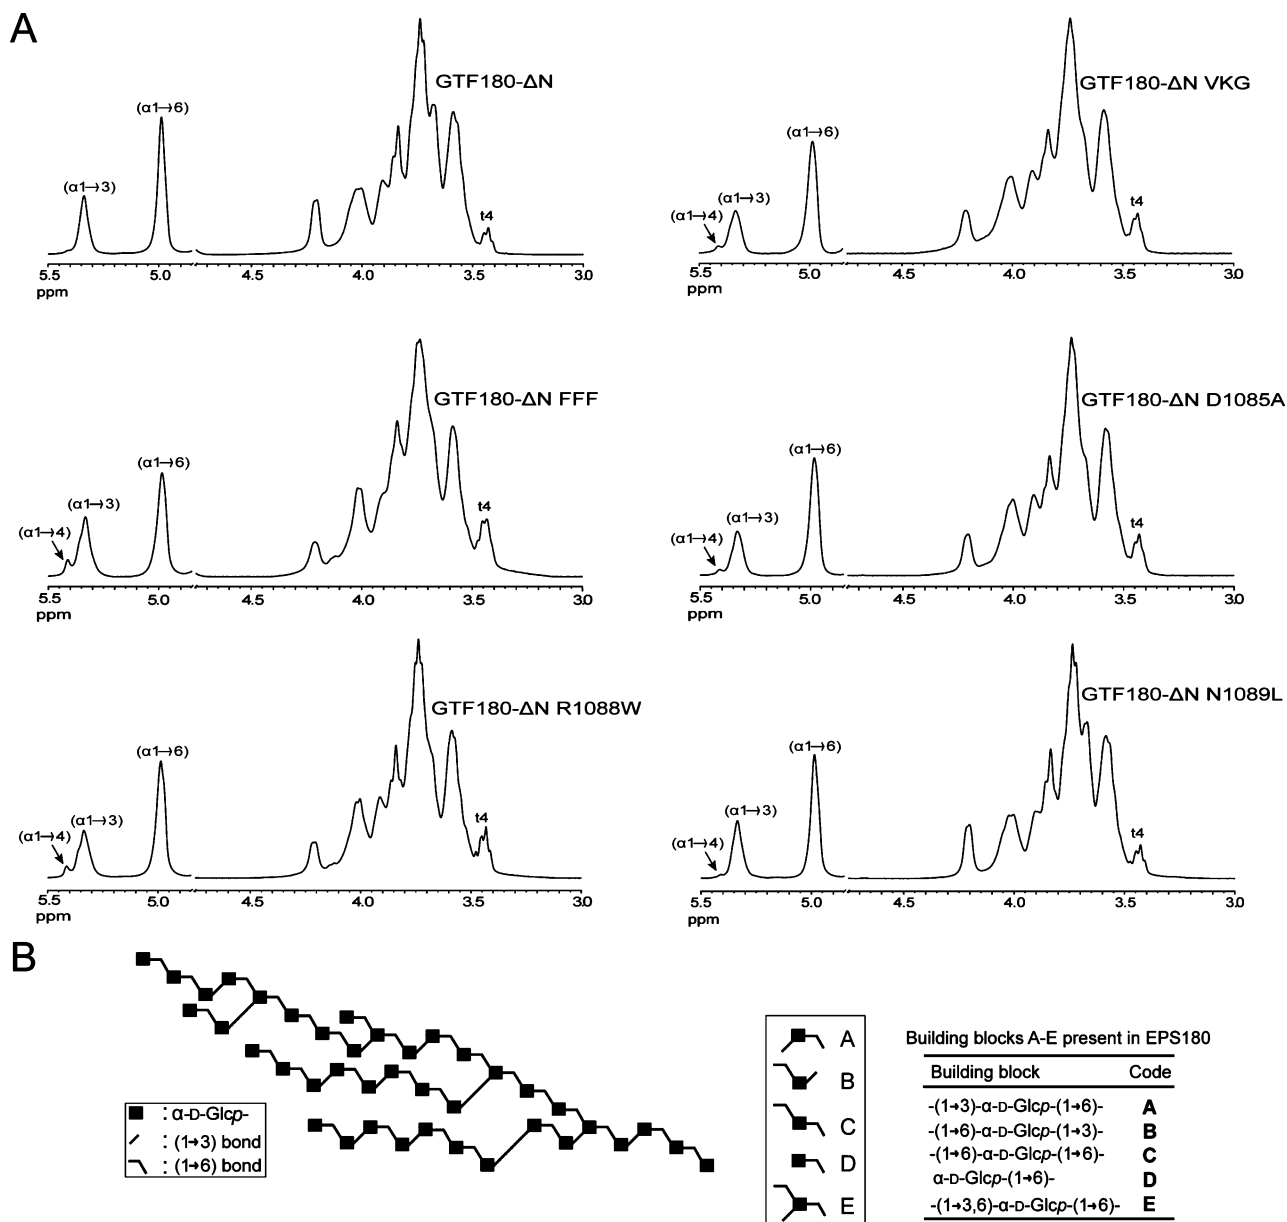 A
GTF180-ΔN
(α1→6)
(α1→3)
t4
5.5 5.0 4.5 4.0 3.5 3.0
ppm
GTF180-ΔN VKG
(α1→6)
(α1→3)
(α1→4)
t4
5.5 5.0 4.5 4.0 3.5 3.0
ppm
GTF180-ΔN FFF
(α1→6)
(α1→3)
(α1→4)
t4
5.5 5.0 4.5 4.0 3.5 3.0
ppm
GTF180-ΔN D1085A
(α1→6)
(α1→3)
(α1→4)
t4
5.5 5.0 4.5 4.0 3.5 3.0
ppm
GTF180-ΔN R1088W
(α1→6)
(α1→3)
(α1→4)
t4
5.5 5.0 4.5 4.0 3.5 3.0
ppm
GTF180-ΔN N1089L
(α1→6)
(α1→3)
(α1→4)
t4
5.5 5.0 4.5 4.0 3.5 3.0
ppm
B
: α-D-Glcp-
: (1→3) bond
: (1→6) bond
A
B
C
D
E
Building blocks A-E present in EPS180
Building block Code
-(1→3)-α-D-Glcp-(1→6)- A
-(1→6)-α-D-Glcp-(1→3)- B
-(1→6)-α-D-Glcp-(1→6)- C
α-D-Glcp-(1→6)- D
-(1→3,6)-α-D-Glcp-(1→6)- E